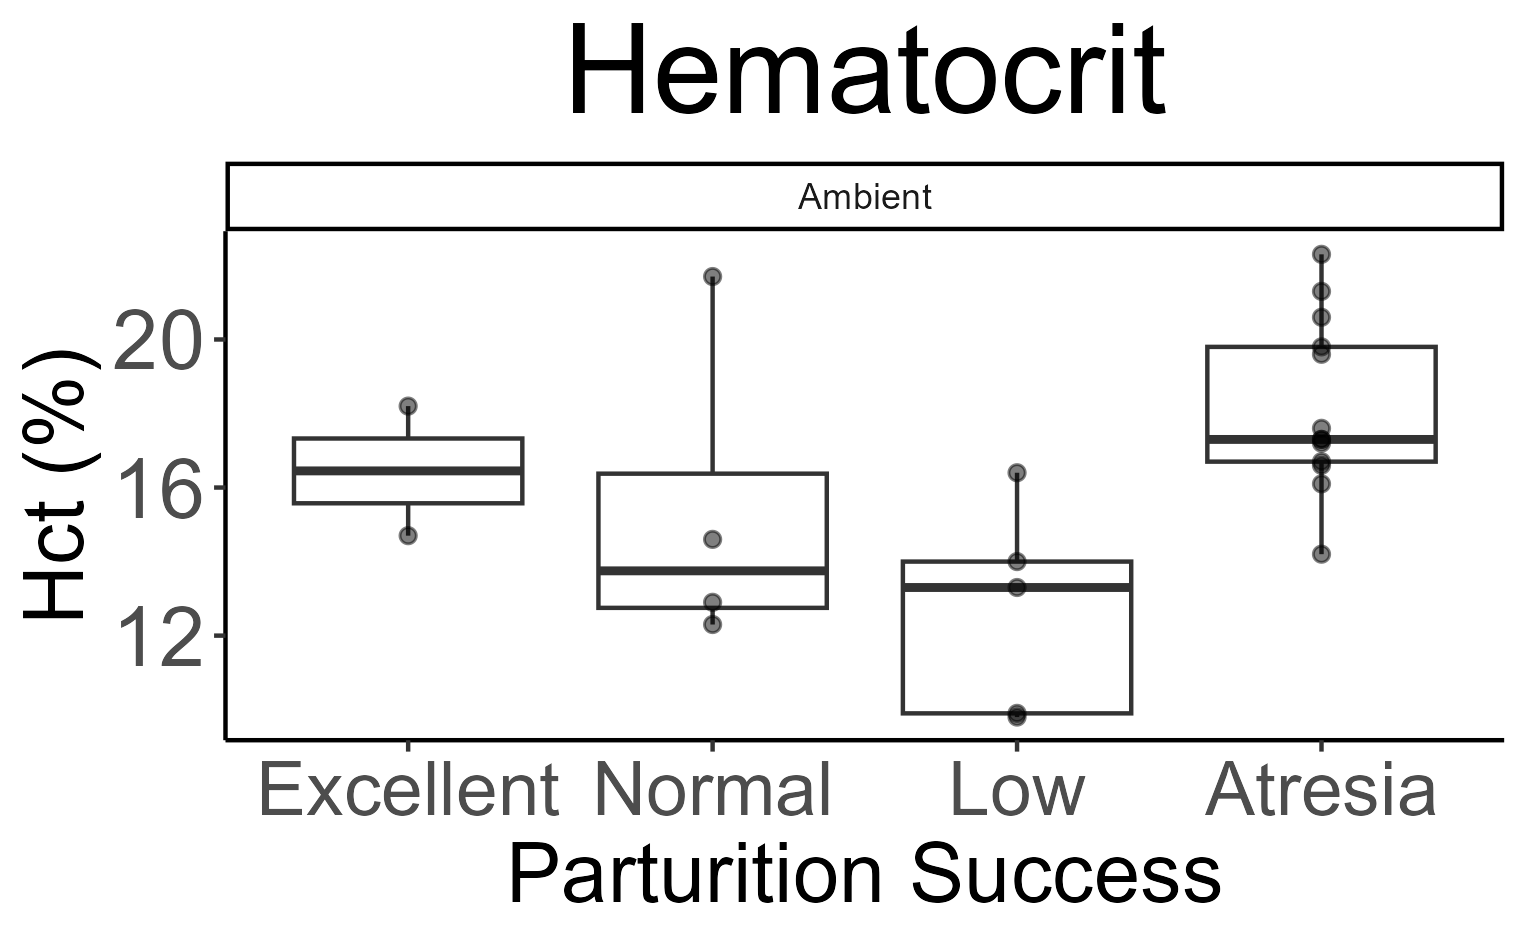 Hematocrit
Ambient
Hct (%)
20
16
12
Excellent Normal Low Atresia
Parturition Success